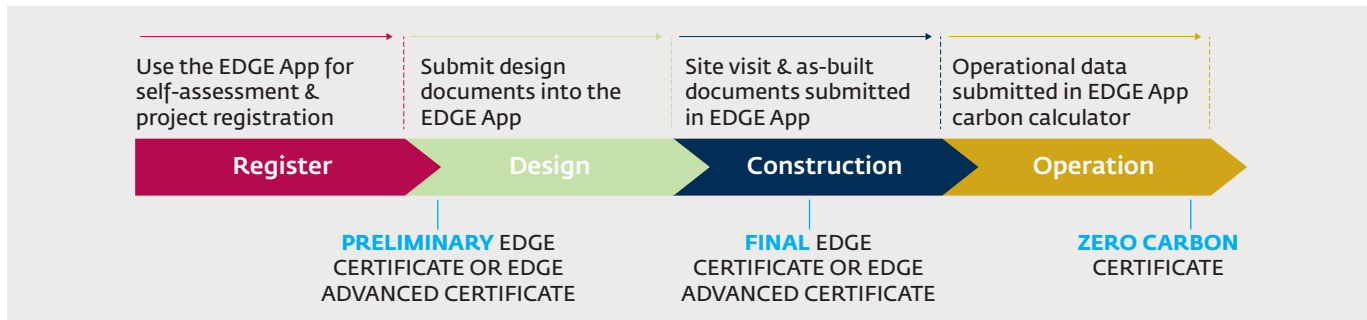 Use the EDGE App for
self-assessment &
project registration
Submit design
documents into the
EDGE App
Site visit & as-built
documents submitted
in EDGE App
Operational data
submitted in EDGE App
carbon calculator
Register
Design
Construction
Operation
PRELIMINARY EDGE
CERTIFICATE OR EDGE
ADVANCED CERTIFICATE
FINAL EDGE
CERTIFICATE OR EDGE
ADVANCED CERTIFICATE
ZERO CARBON
CERTIFICATE